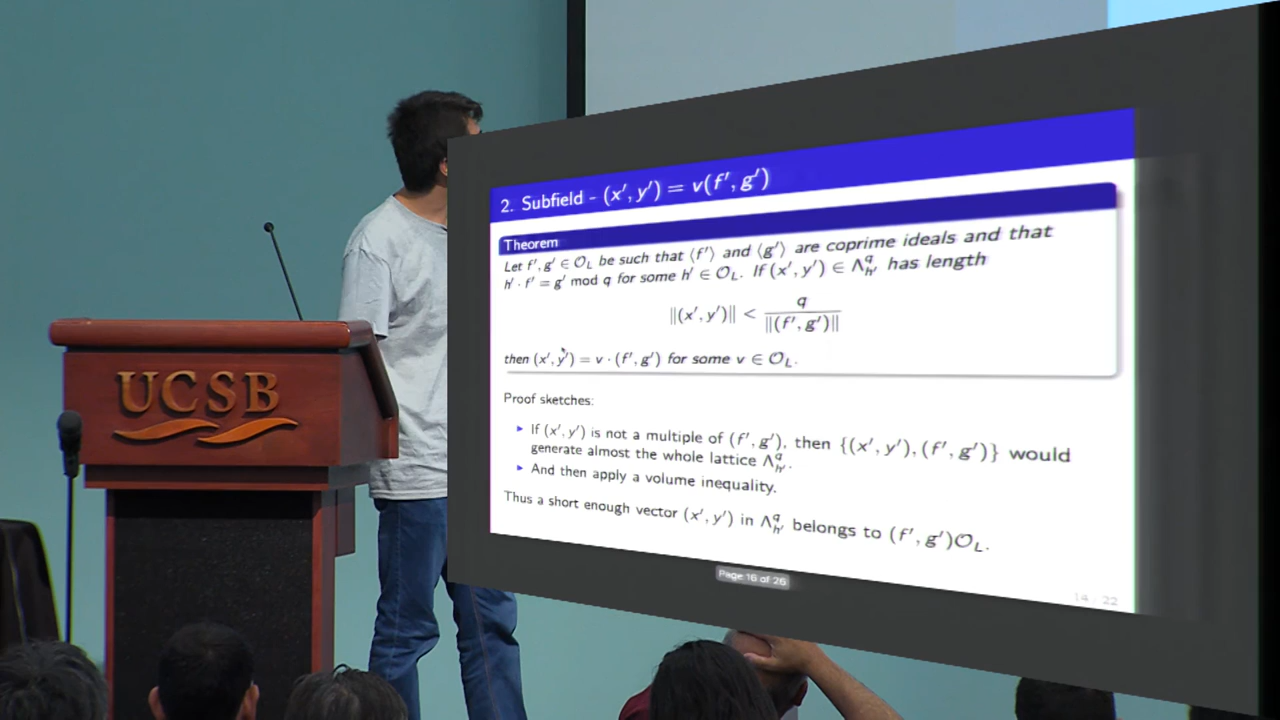 2. Subfield - (x′, y′) = v(f′, g′)
Theorem
Let f′, g′ ∈ 𝒪_L be such that ⟨f′⟩ and ⟨g′⟩ are coprime ideals and that
h′ · f′ = g′ mod q for some h′ ∈ 𝒪_L. If (x′, y′) ∈ Λ^q_{h′} has length
‖(x′, y′)‖ < q / ‖(f′, g′)‖
then (x′, y′) = v · (f′, g′) for some v ∈ 𝒪_L.
Proof sketches:
▸ If (x′, y′) is not a multiple of (f′, g′), then {(x′, y′), (f′, g′)} would
generate almost the whole lattice Λ^q_{h′}.
▸ And then apply a volume inequality.
Thus a short enough vector (x′, y′) in Λ^q_{h′} belongs to (f′, g′)𝒪_L.
Page 16 of 26
14 / 22
UCSB